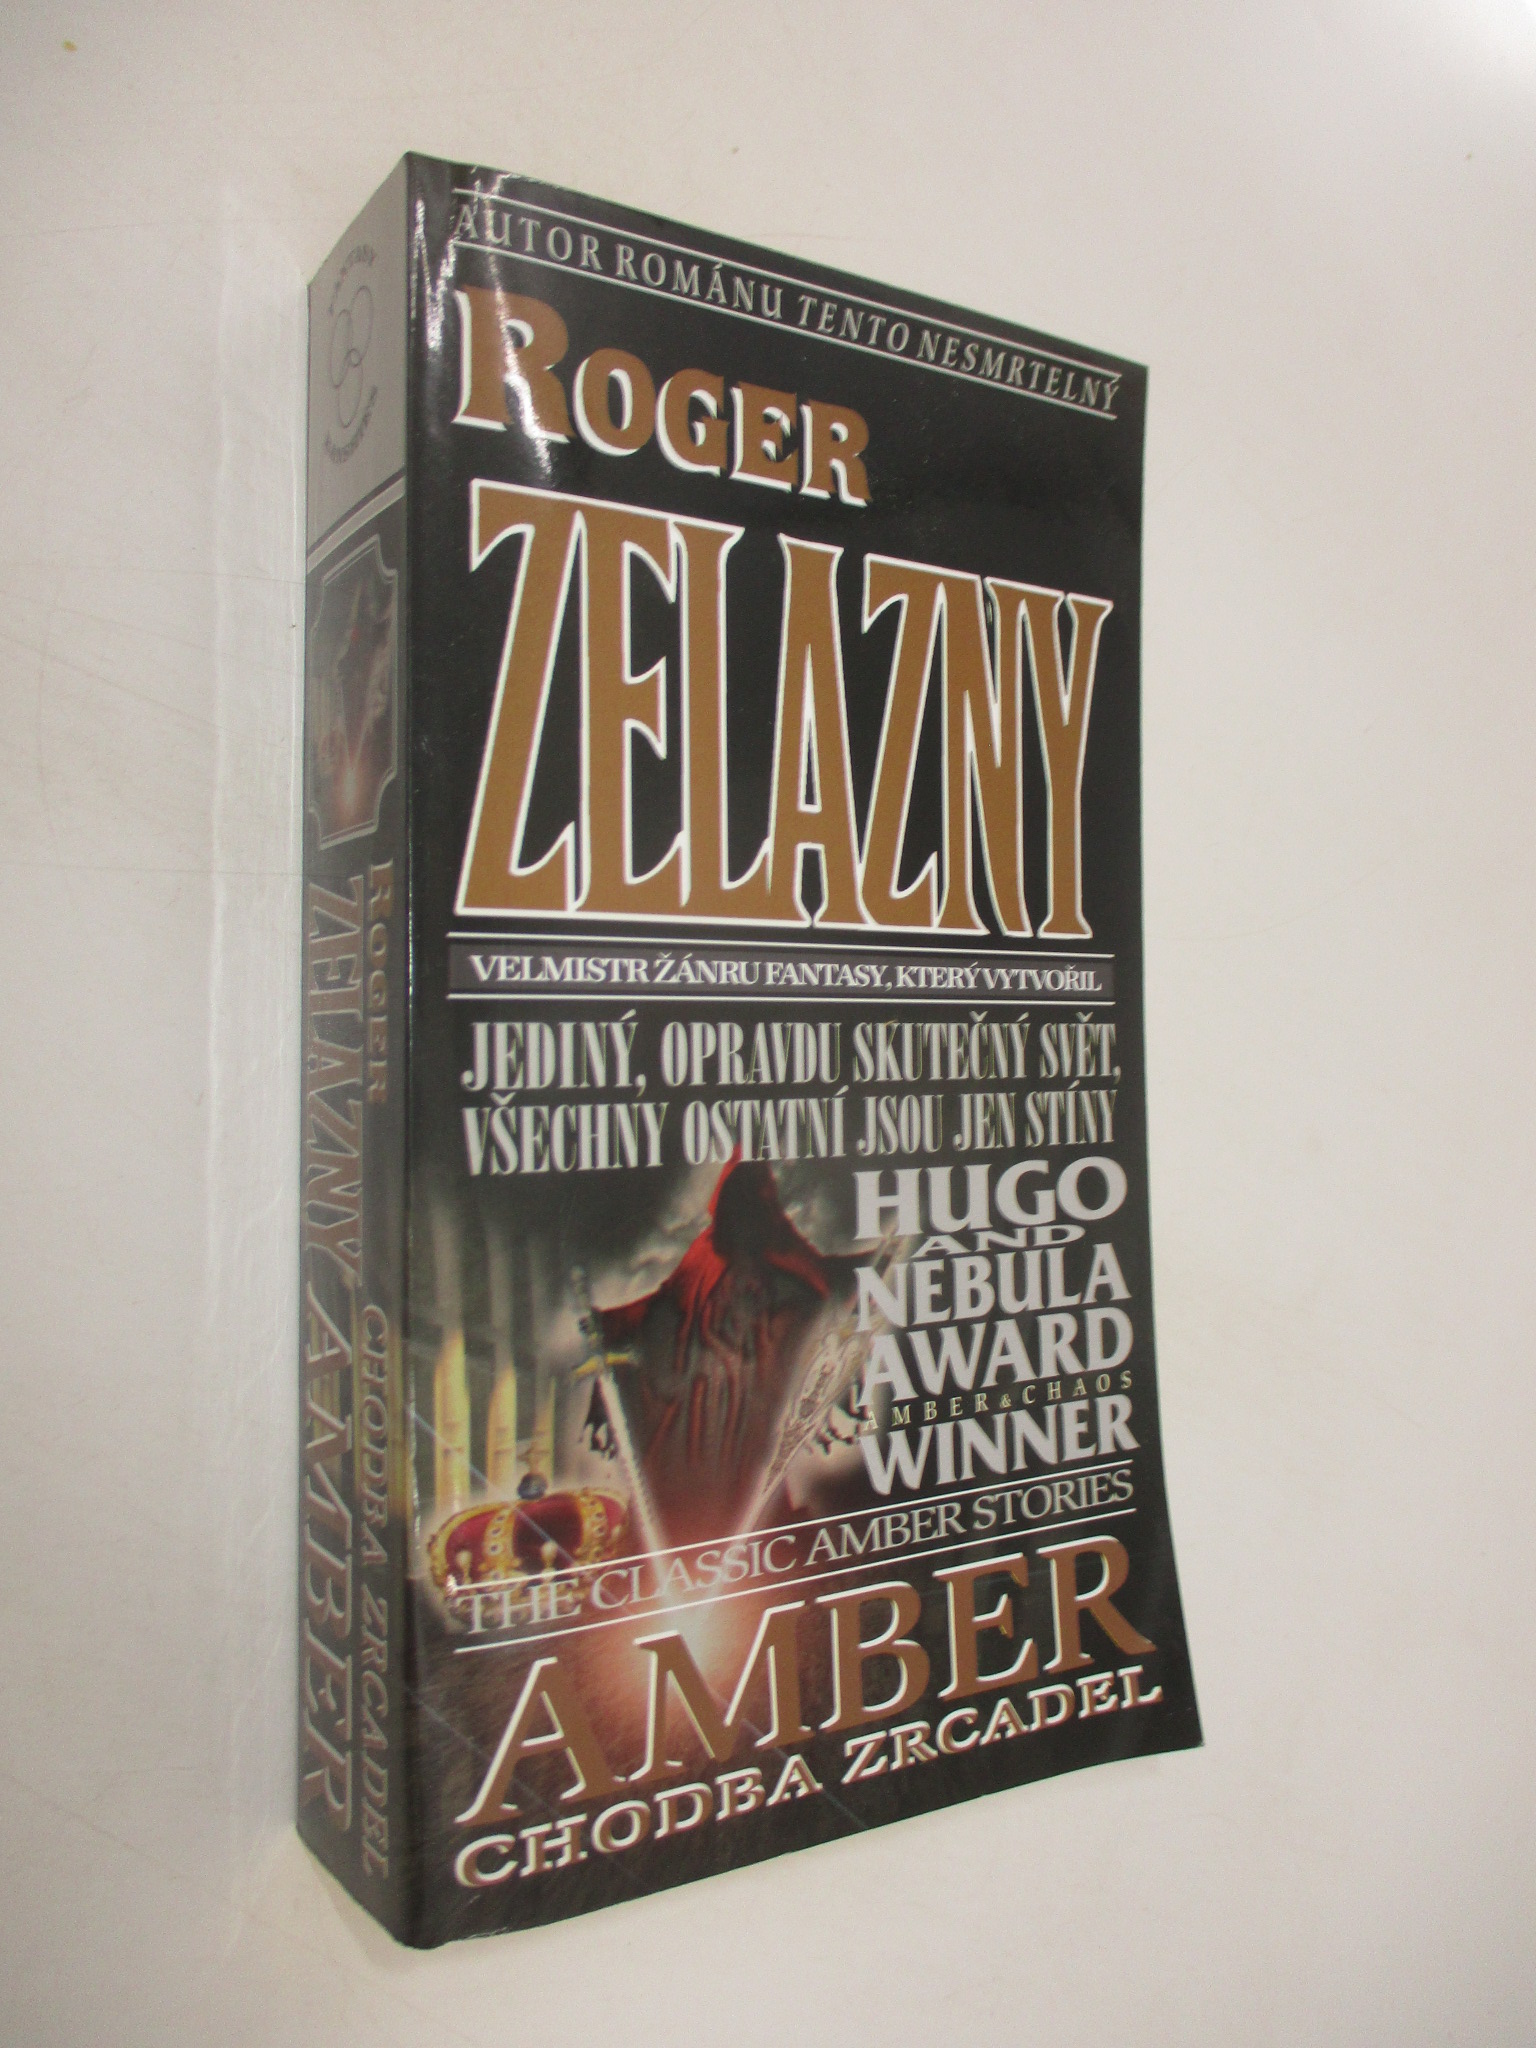 AUTOR ROMÁNU TENTO NESMRTELNÝ
ROGER
ZELAZNY
VELMISTR ŽÁNRU FANTASY, KTERÝ VYTVOŘIL
JEDINÝ, OPRAVDU SKUTEČNÝ SVĚT,
VŠECHNY OSTATNÍ JSOU JEN STÍNY
HUGO
AND
NEBULA
AWARD
AMBER & CHAOS
WINNER
THE CLASSIC AMBER STORIES
AMBER
CHODBA ZRCADEL
FANTASY
ROGER
ZELAZNY
AMBER
CHODBA ZRCADEL